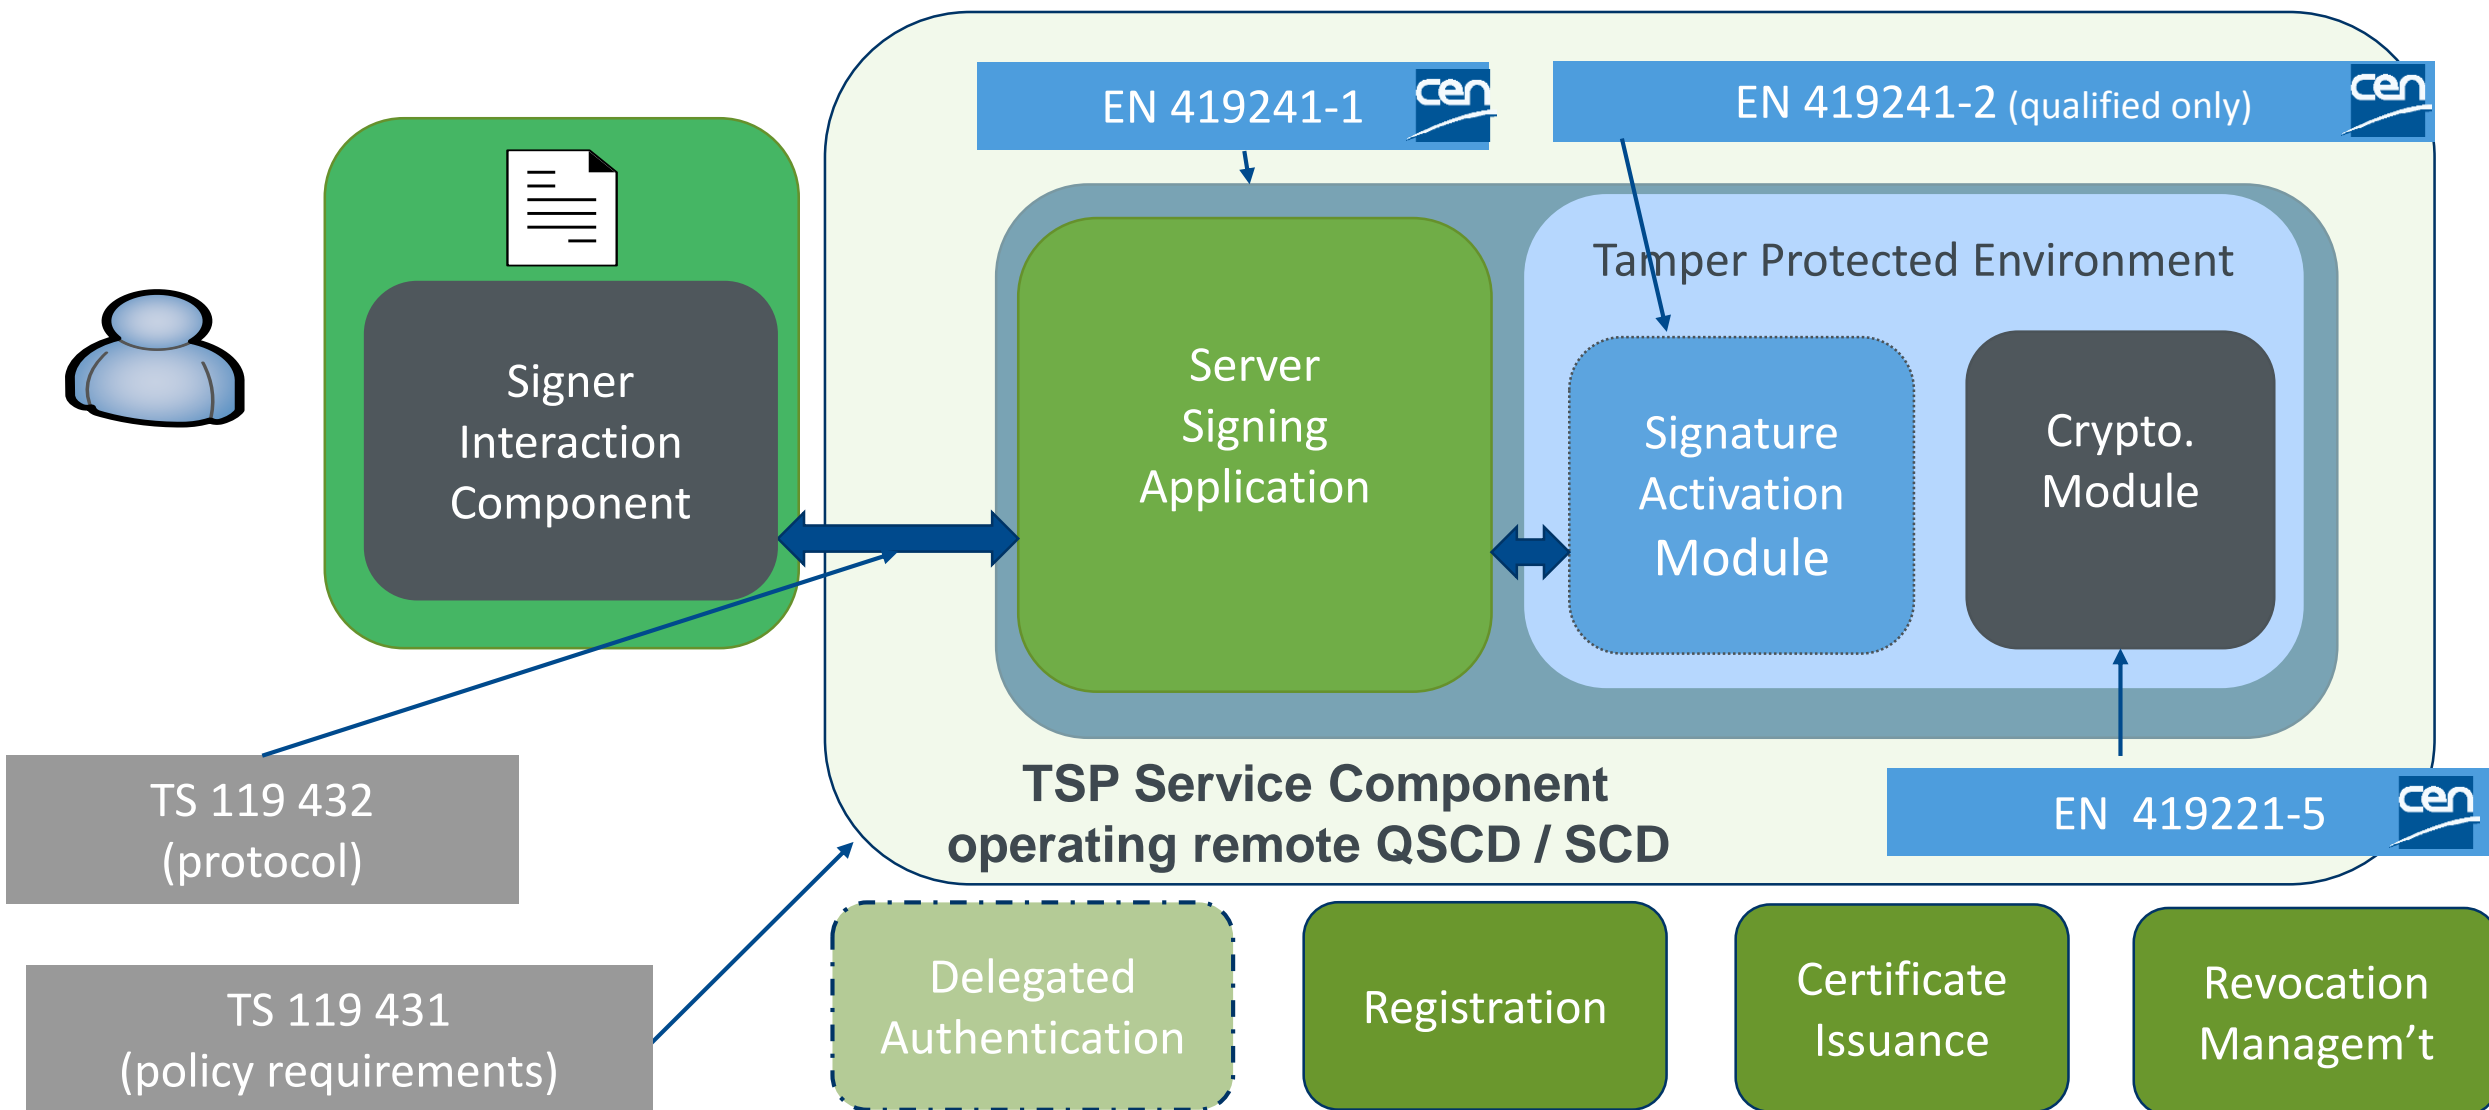 EN 419241-1
cen
EN 419241-2 (qualified only)
cen
Tamper Protected Environment
Signer
Interaction
Component
Server
Signing
Application
Signature
Activation
Module
Crypto.
Module
TS 119 432
(protocol)
TSP Service Component
operating remote QSCD / SCD
EN  419221-5
cen
TS 119 431
(policy requirements)
Delegated
Authentication
Registration
Certificate
Issuance
Revocation
Managem’t